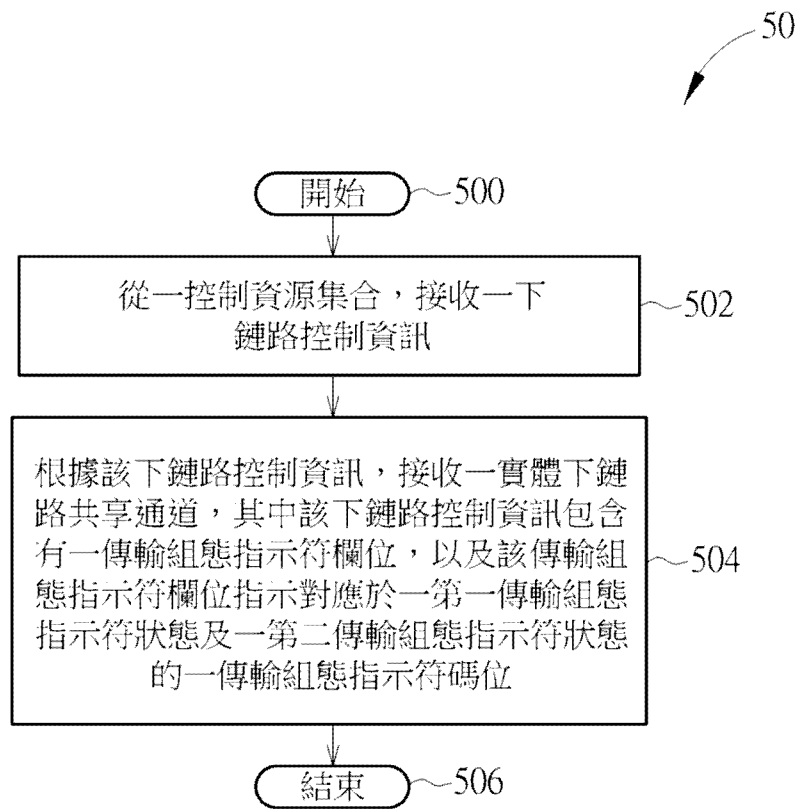 50
開始
500
從一控制資源集合，接收一下
鏈路控制資訊
502
根據該下鏈路控制資訊，接收一實體下鏈
路共享通道，其中該下鏈路控制資訊包含
有一傳輸組態指示符欄位，以及該傳輸組
態指示符欄位指示對應於一第一傳輸組態
指示符狀態及一第二傳輸組態指示符狀態
的一傳輸組態指示符碼位
504
結束
506